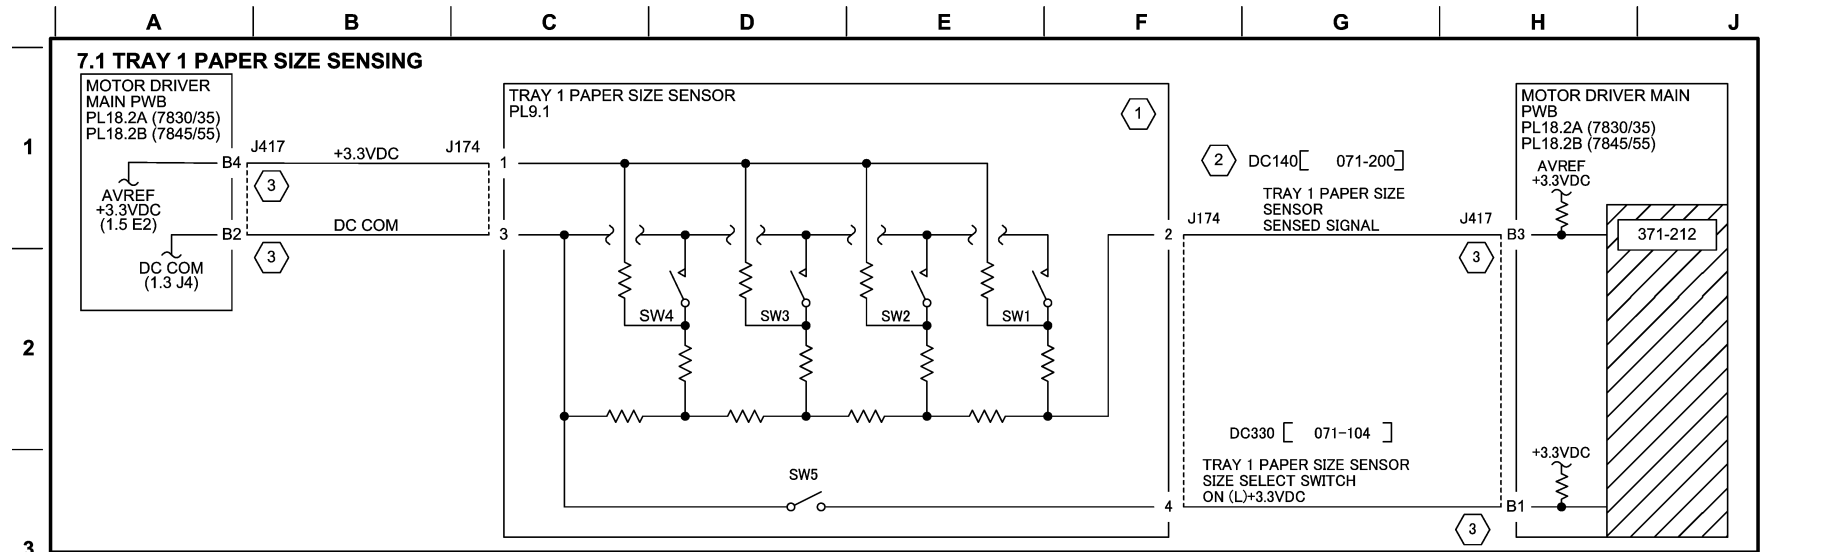 A B C D E F G H J
7.1 TRAY 1 PAPER SIZE SENSING
MOTOR DRIVER
MAIN PWB
PL18.2A (7830/35)
PL18.2B (7845/55)
1
J417
+3.3VDC
J174
B4
3
AVREF
+3.3VDC
(1.5 E2)
B2
DC COM
3
DC COM
(1.3 J4)
TRAY 1 PAPER SIZE SENSOR
PL9.1
1
1
3
SW4
SW3
SW2
SW1
SW5
2
4
2 DC140[ 071-200]
TRAY 1 PAPER SIZE
SENSOR
SENSED SIGNAL
J174
J417
3
DC330 [ 071-104 ]
TRAY 1 PAPER SIZE SENSOR
SIZE SELECT SWITCH
ON (L)+3.3VDC
3
MOTOR DRIVER MAIN
PWB
PL18.2A (7830/35)
PL18.2B (7845/55)
AVREF
+3.3VDC
B3
371-212
+3.3VDC
B1
2
3